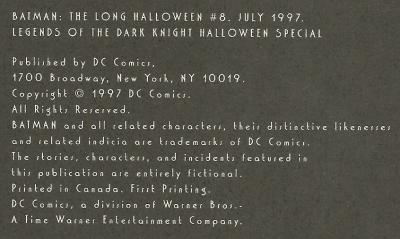 BATMAN: THE LONG HALLOWEEN #8. JULY 1997.
LEGENDS OF THE DARK KNIGHT HALLOWEEN SPECIAL
Published by DC Comics,
1700 Broadway, New York, NY 10019.
Copyright © 1997 DC Comics.
All Rights Reserved.
BATMAN and all related characters, their distinctive likenesses
and related indicia are trademarks of DC Comics.
The stories, characters, and incidents featured in
this publication are entirely fictional.
Printed in Canada. First Printing.
DC Comics, a division of Warner Bros.-
A Time Warner Entertainment Company.